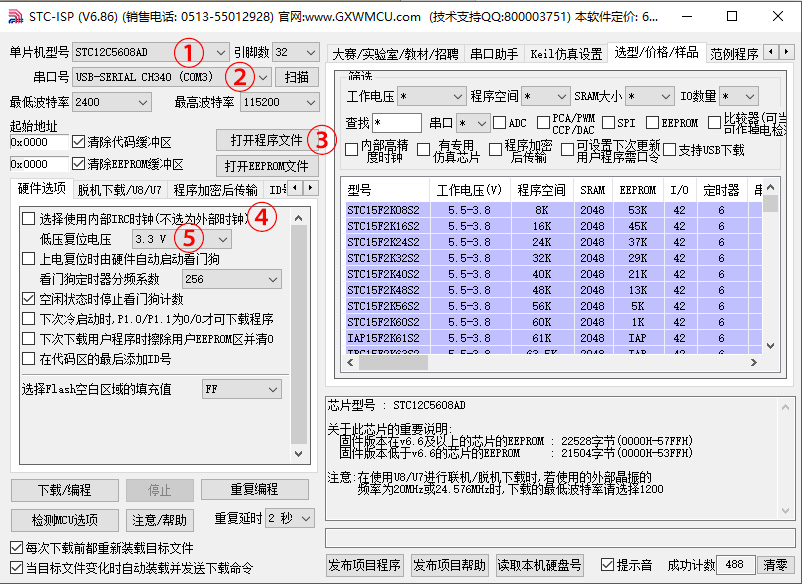 STC-ISP (V6.86) (销售电话: 0513-55012928) 官网:www.GXWMCU.com (技术支持QQ:800003751) 本软件定价: 6...
单片机型号 STC12C5608AD ① 引脚数 32
串口号 USB-SERIAL CH340 (COM3) ② 扫描
最低波特率 2400 最高波特率 115200
起始地址
0x0000 清除代码缓冲区 打开程序文件 ③
0x0000 清除EEPROM缓冲区 打开EEPROM文件
硬件选项 脱机下载/U8/U7 程序加密后传输
选择使用内部IRC时钟(不选为外部时钟) ④
低压复位电压 3.3 V ⑤
上电复位时由硬件自动启动看门狗
看门狗定时器分频系数 256
空闲状态时停止看门狗计数
下次冷启动时,P1.0/P1.1为0/0才可下载程序
下次下载用户程序时擦除用户EEPROM区并清0
在代码区的最后添加ID号
选择Flash空白区域的填充值 FF
下载/编程 停止 重复编程
检测MCU选项 注意/帮助 重复延时 2 秒
每次下载前都重新装载目标文件
当目标文件变化时自动装载并发送下载命令
大赛/实验室/教材/招聘 串口助手 Keil仿真设置 选型/价格/样品 范例程序
筛选
工作电压 * 程序空间 * SRAM大小 * IO数量 *
查找 * 串口 * ADC PCA/PWM CCP/DAC SPI EEPROM
内部高精度时钟 有专用仿真芯片 程序加密后传输 可设置下次更新用户程序需口令 支持USB下载
型号 工作电压(V) 程序空间 SRAM EEPROM I/O 定时器 串
STC15F2K08S2 5.5-3.8 8K 2048 53K 42 6
STC15F2K16S2 5.5-3.8 16K 2048 45K 42 6
STC15F2K24S2 5.5-3.8 24K 2048 37K 42 6
STC15F2K32S2 5.5-3.8 32K 2048 29K 42 6
STC15F2K40S2 5.5-3.8 40K 2048 21K 42 6
STC15F2K48S2 5.5-3.8 48K 2048 13K 42 6
STC15F2K56S2 5.5-3.8 56K 2048 5K 42 6
STC15F2K60S2 5.5-3.8 60K 2048 1K 42 6
IAP15F2K61S2 5.5-3.8 61K 2048 IAP 42 6
芯片型号 : STC12C5608AD
关于此芯片的重要说明:
固件版本在v6.6及以上的芯片的EEPROM : 22528字节(0000H-57FFH)
固件版本低于v6.6的芯片的EEPROM : 21504字节(0000H-53FFH)
注意:在使用U8/U7进行联机/脱机下载时,若使用的外部晶振的
频率为20MHz或24.576MHz时,下载的最低波特率请选择1200
发布项目程序 发布项目帮助 读取本机硬盘号 提示音 成功计数 488 清零